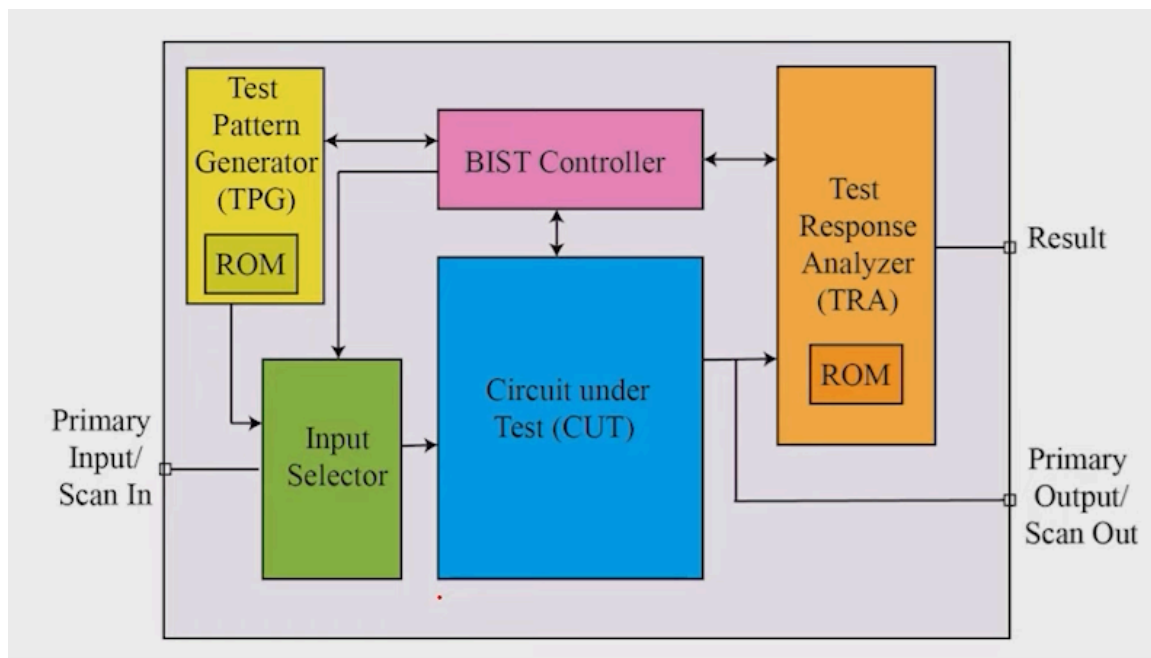 Test
Pattern
Generator
(TPG)
ROM
BIST Controller
Test
Response
Analyzer
(TRA)
ROM
Result
Circuit under
Test (CUT)
Input
Selector
Primary
Input/
Scan In
Primary
Output/
Scan Out